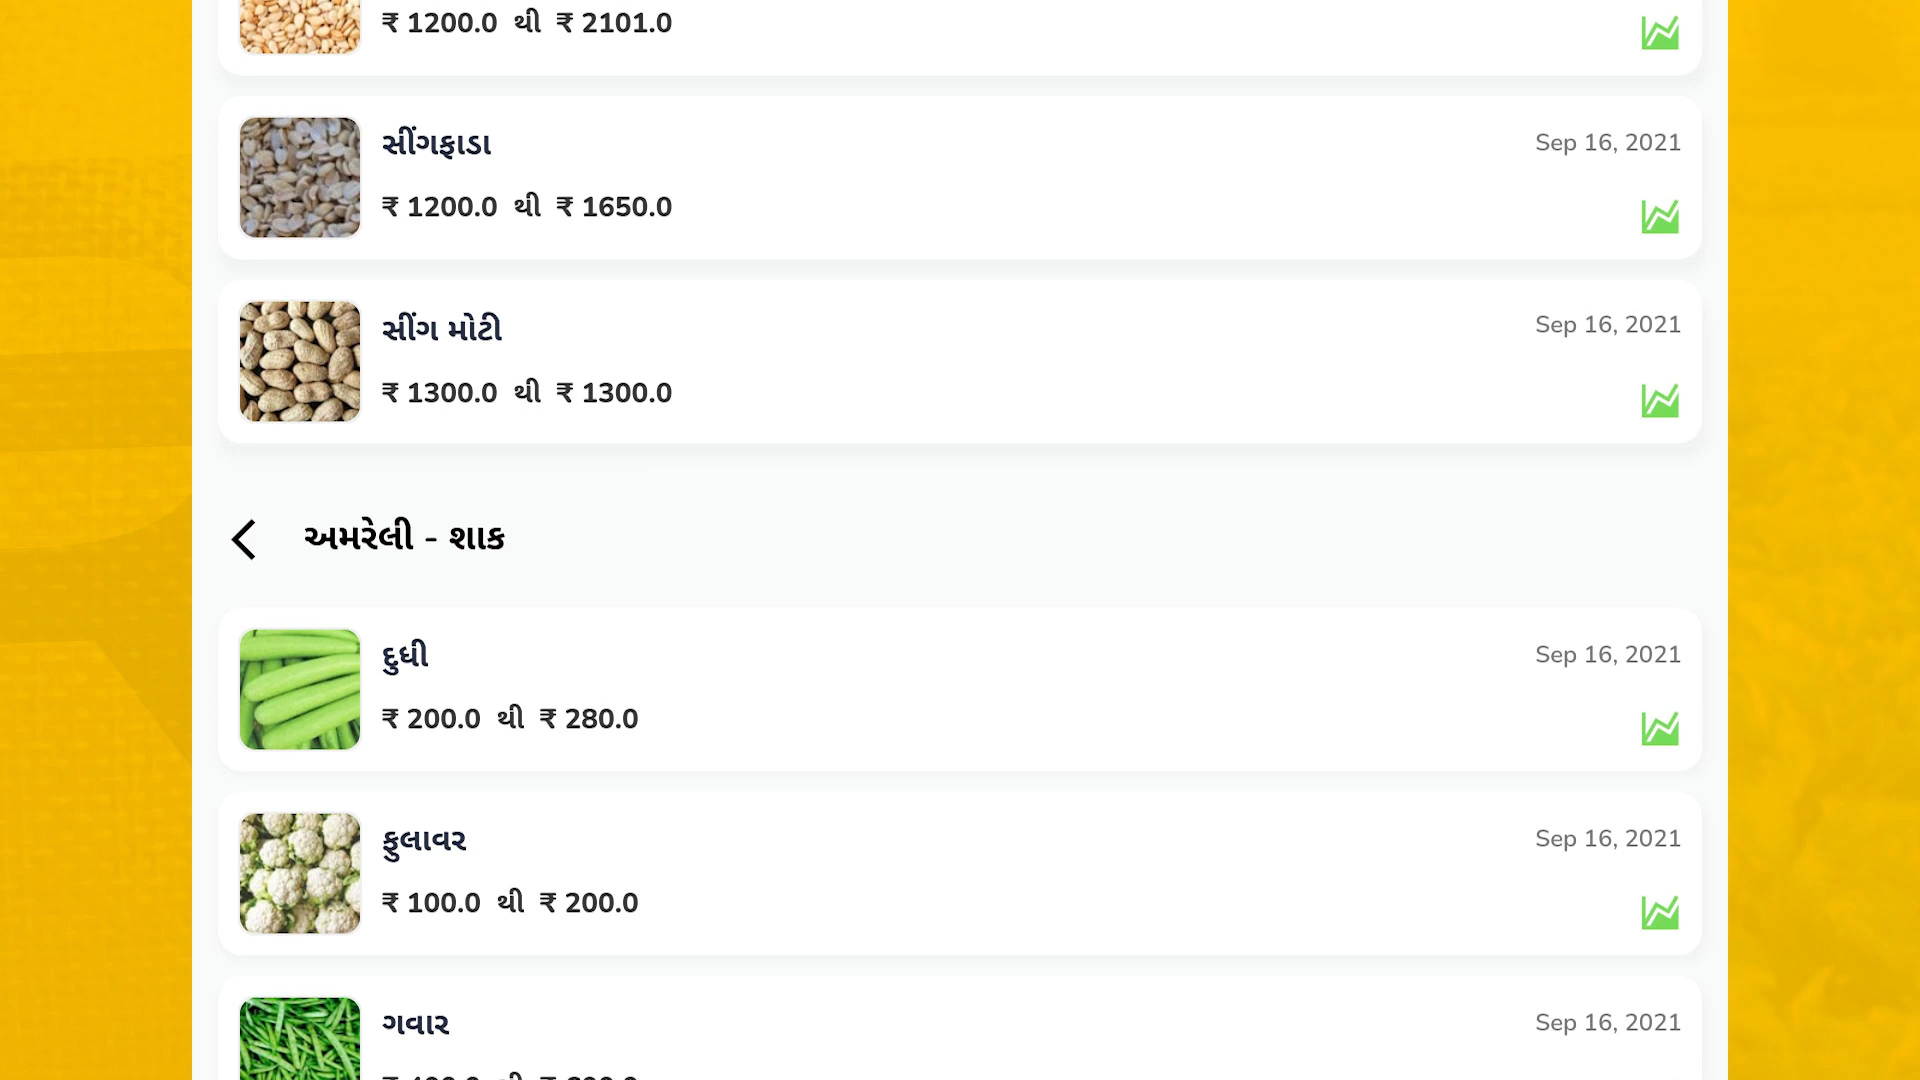 ₹ 1200.0 થી ₹ 2101.0
સીંગફાડા
Sep 16, 2021
₹ 1200.0 થી ₹ 1650.0
સીંગ મોટી
Sep 16, 2021
₹ 1300.0 થી ₹ 1300.0
અમરેલી - શાક
દુધી
Sep 16, 2021
₹ 200.0 થી ₹ 280.0
ફુલાવર
Sep 16, 2021
₹ 100.0 થી ₹ 200.0
ગવાર
Sep 16, 2021